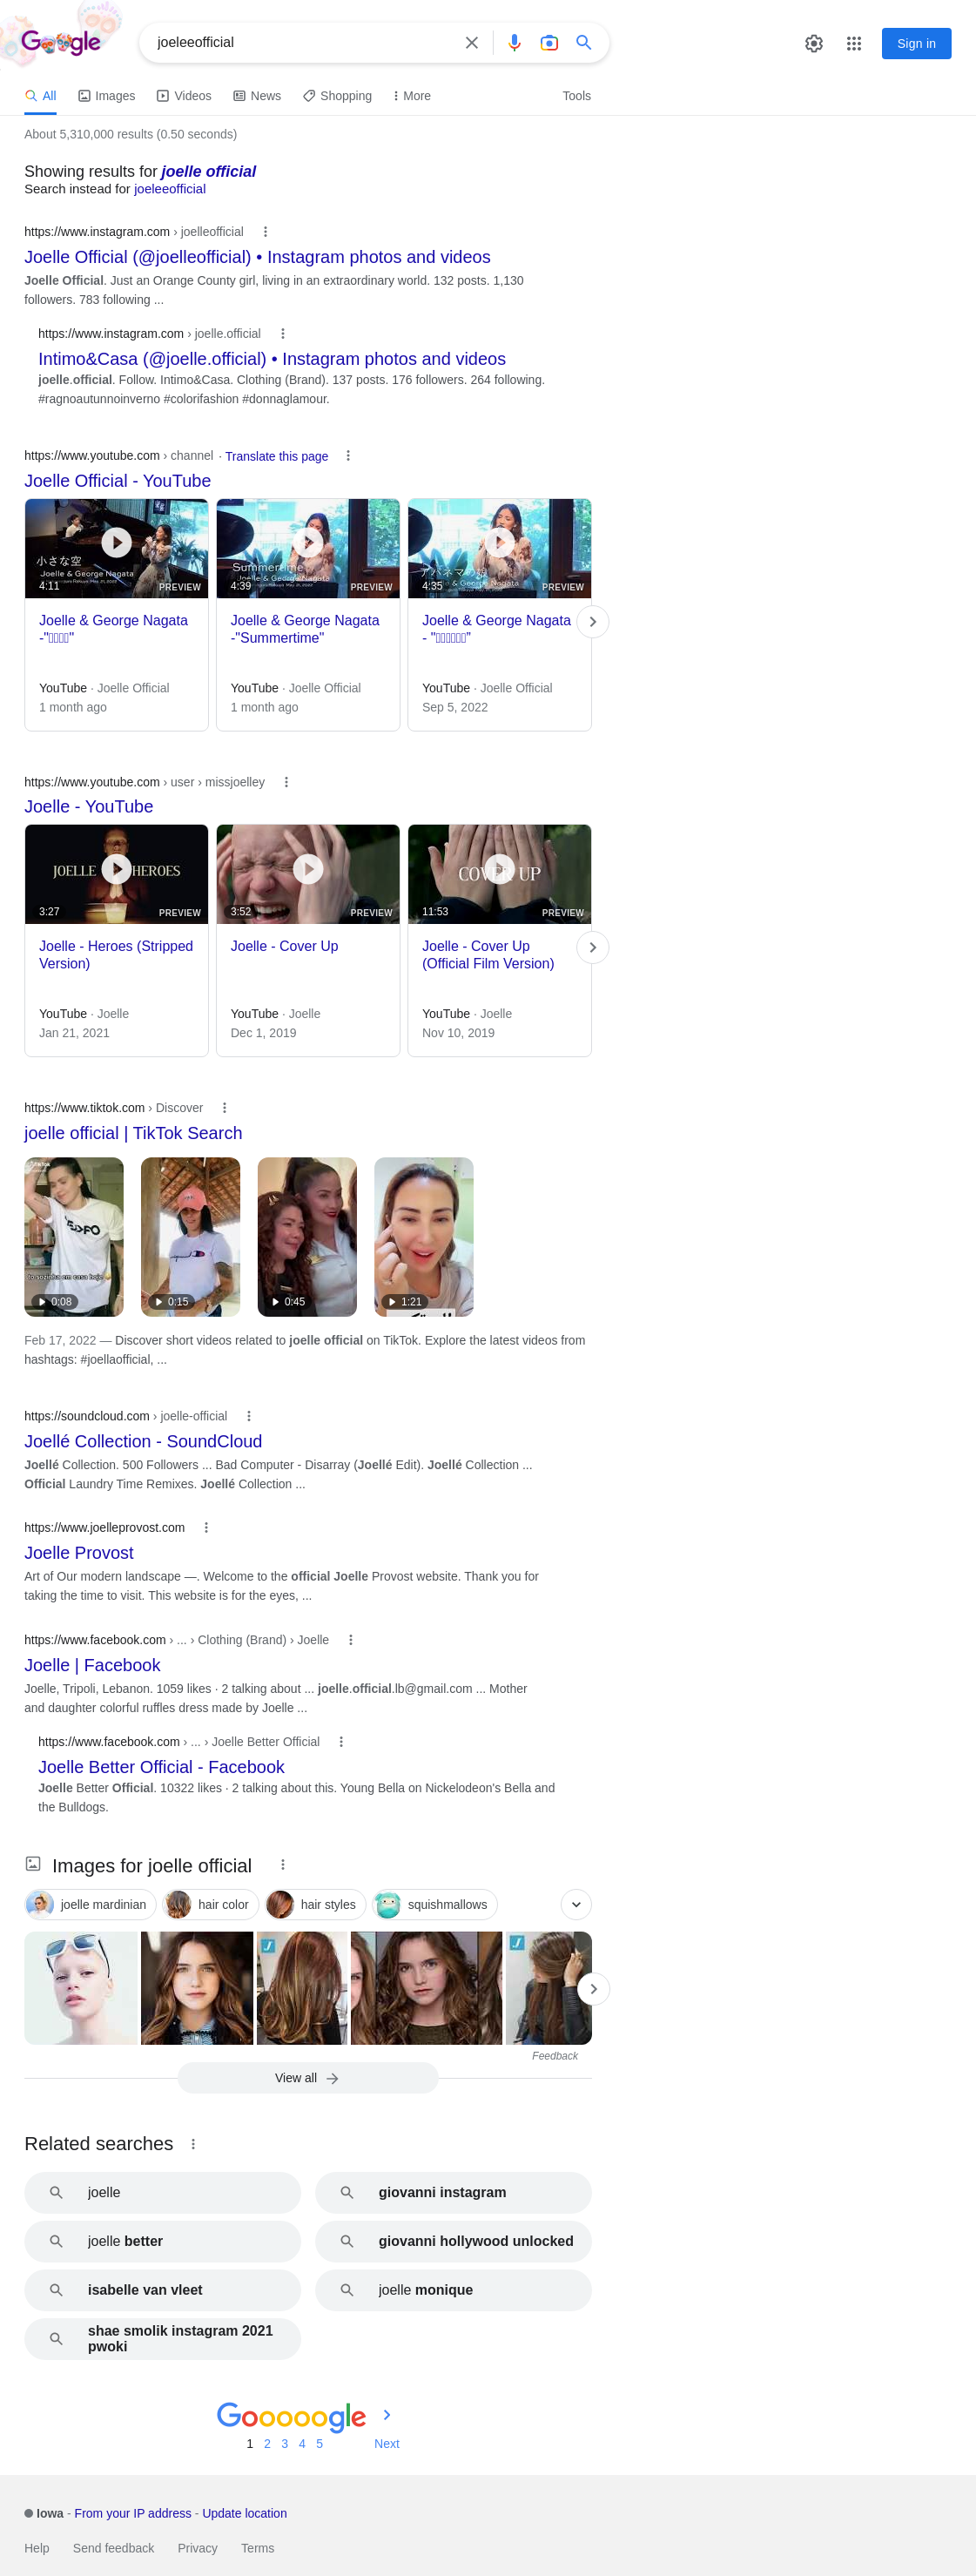 Google
joeleeofficial
Sign in
All
Images
Videos
News
Shopping
More
Tools
About 5,310,000 results (0.50 seconds)
Showing results for joelle official
Search instead for joeleeofficial
https://www.instagram.com › joelleofficial
Joelle Official (@joelleofficial) • Instagram photos and videos
Joelle Official. Just an Orange County girl, living in an extraordinary world. 132 posts. 1,130
followers. 783 following ...
https://www.instagram.com › joelle.official
Intimo&Casa (@joelle.official) • Instagram photos and videos
joelle.official. Follow. Intimo&Casa. Clothing (Brand). 137 posts. 176 followers. 264 following.
#ragnoautunnoinverno #colorifashion #donnaglamour.
https://www.youtube.com › channel · Translate this page
Joelle Official - YouTube
小さな空
Joelle & George Nagata
4:11
PREVIEW
Summertime
Joelle & George Nagata
4:39
PREVIEW
4:35
PREVIEW
Joelle & George Nagata
-"▯▯▯▯"
YouTube · Joelle Official
1 month ago
Joelle & George Nagata
-"Summertime"
YouTube · Joelle Official
1 month ago
Joelle & George Nagata
- "▯▯▯▯▯▯”
YouTube · Joelle Official
Sep 5, 2022
https://www.youtube.com › user › missjoelley
Joelle - YouTube
JOELLE HEROES
3:27
PREVIEW
3:52
PREVIEW
COVER UP
11:53
PREVIEW
Joelle - Heroes (Stripped
Version)
YouTube · Joelle
Jan 21, 2021
Joelle - Cover Up
YouTube · Joelle
Dec 1, 2019
Joelle - Cover Up
(Official Film Version)
YouTube · Joelle
Nov 10, 2019
https://www.tiktok.com › Discover
joelle official | TikTok Search
to sozinha em casa hoje
0:08
0:15
0:45
1:21
Feb 17, 2022 — Discover short videos related to joelle official on TikTok. Explore the latest videos from
hashtags: #joellaofficial, ...
https://soundcloud.com › joelle-official
Joellé Collection - SoundCloud
Joellé Collection. 500 Followers ... Bad Computer - Disarray (Joellé Edit). Joellé Collection ...
Official Laundry Time Remixes. Joellé Collection ...
https://www.joelleprovost.com
Joelle Provost
Art of Our modern landscape —. Welcome to the official Joelle Provost website. Thank you for
taking the time to visit. This website is for the eyes, ...
https://www.facebook.com › ... › Clothing (Brand) › Joelle
Joelle | Facebook
Joelle, Tripoli, Lebanon. 1059 likes · 2 talking about ... joelle.official.lb@gmail.com ... Mother
and daughter colorful ruffles dress made by Joelle ...
https://www.facebook.com › ... › Joelle Better Official
Joelle Better Official - Facebook
Joelle Better Official. 10322 likes · 2 talking about this. Young Bella on Nickelodeon's Bella and
the Bulldogs.
Images for joelle official
joelle mardinian
hair color
hair styles
squishmallows
Feedback
View all
Related searches
joelle
giovanni instagram
joelle better
giovanni hollywood unlocked
isabelle van vleet
joelle monique
shae smolik instagram 2021
pwoki
Goooooogle
1 2 3 4 5 Next
Iowa - From your IP address - Update location
Help Send feedback Privacy Terms